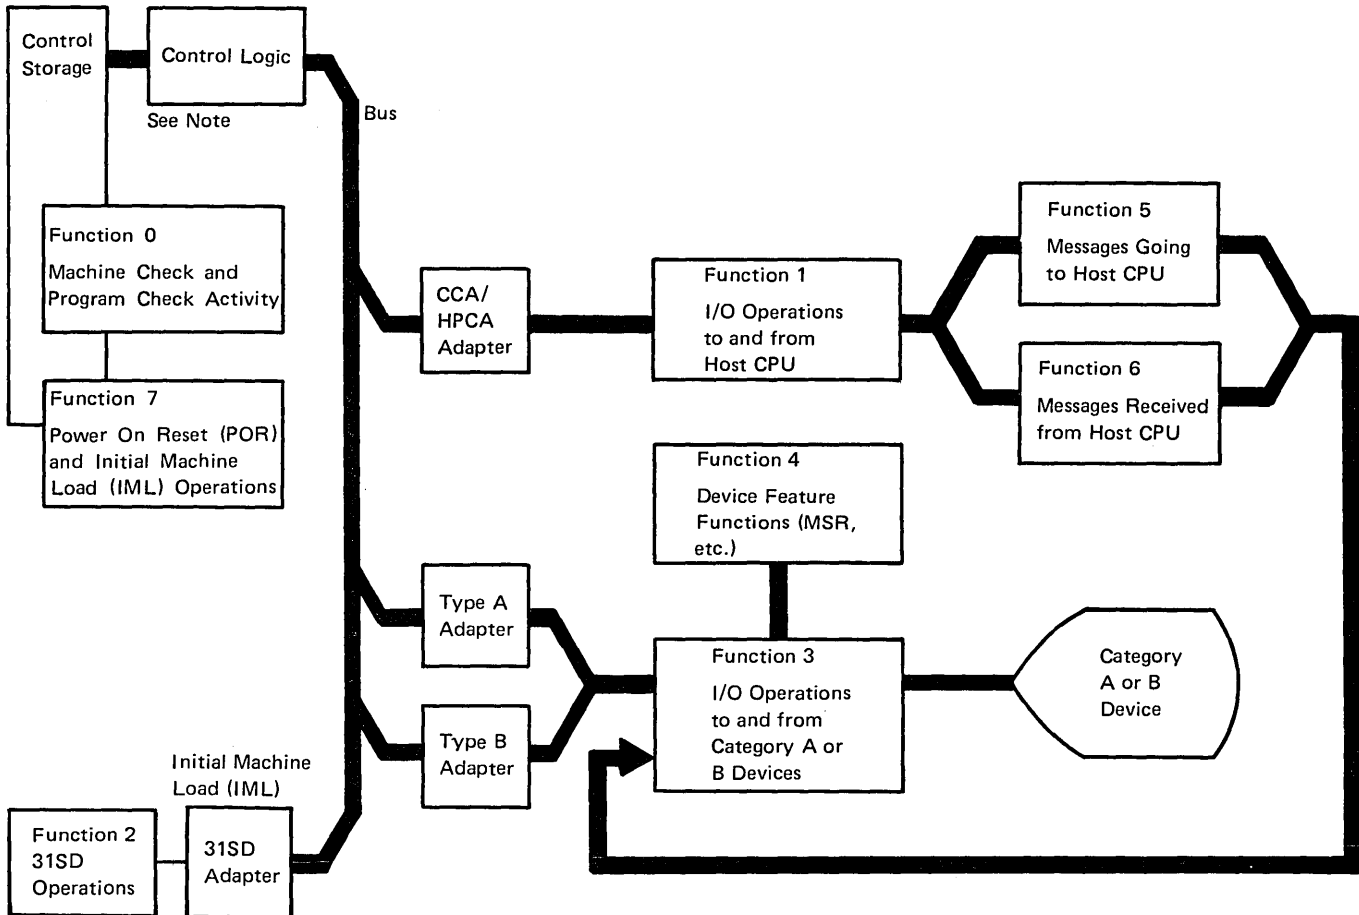 Control
Storage
Control Logic
See Note
Bus
Function 0
Machine Check and
Program Check Activity
Function 7
Power On Reset (POR)
and Initial Machine
Load (IML) Operations
CCA/
HPCA
Adapter
Function 1
I/O Operations
to and from
Host CPU
Function 5
Messages Going
to Host CPU
Function 6
Messages Received
from Host CPU
Function 4
Device Feature
Functions (MSR,
etc.)
Type A
Adapter
Type B
Adapter
Function 3
I/O Operations
to and from
Category A or
B Devices
Category
A or B
Device
Initial Machine
Load (IML)
Function 2
31SD
Operations
31SD
Adapter